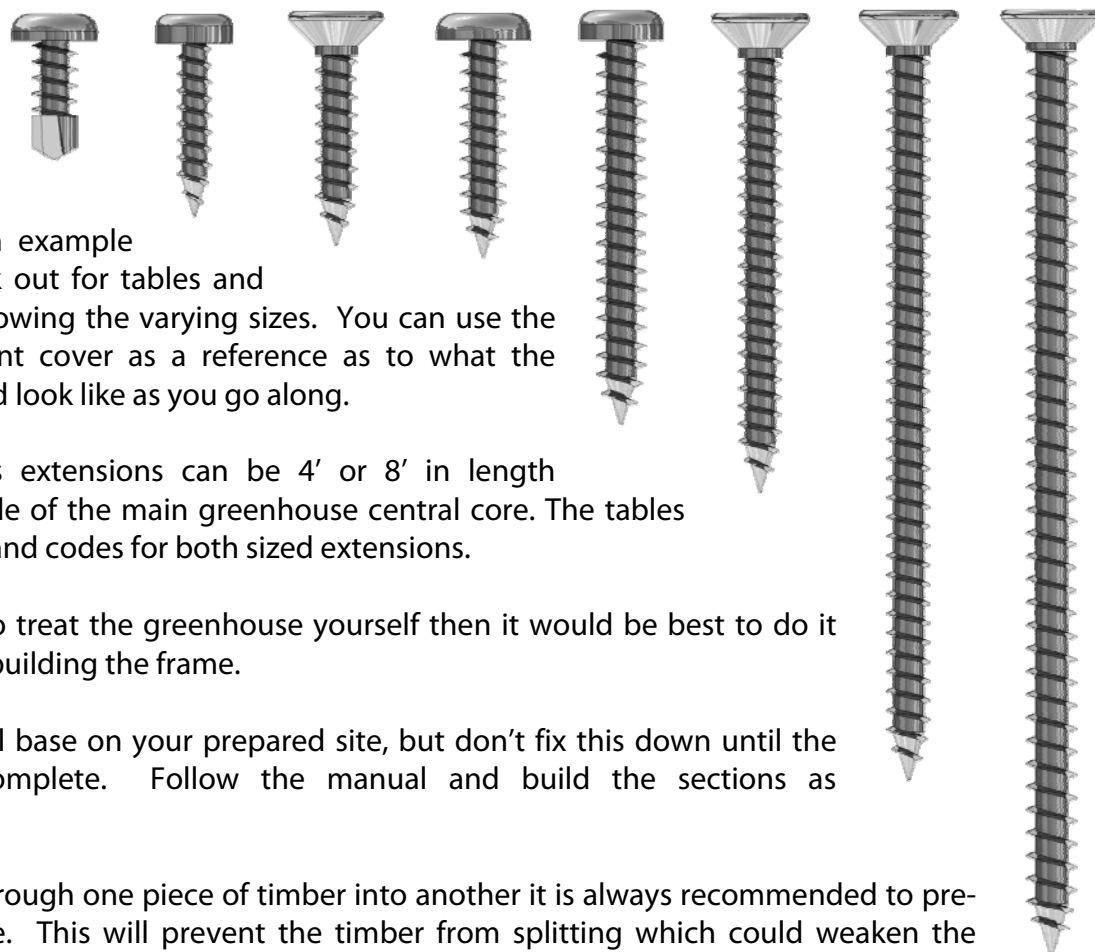 example
out for tables and
owing the varying sizes. You can use the
nt cover as a reference as to what the
d look like as you go along.
s extensions can be 4’ or 8’ in length
le of the main greenhouse central core. The tables
and codes for both sized extensions.
o treat the greenhouse yourself then it would be best to do it
building the frame.
l base on your prepared site, but don’t fix this down until the
omplete. Follow the manual and build the sections as
rough one piece of timber into another it is always recommended to pre-
e. This will prevent the timber from splitting which could weaken the